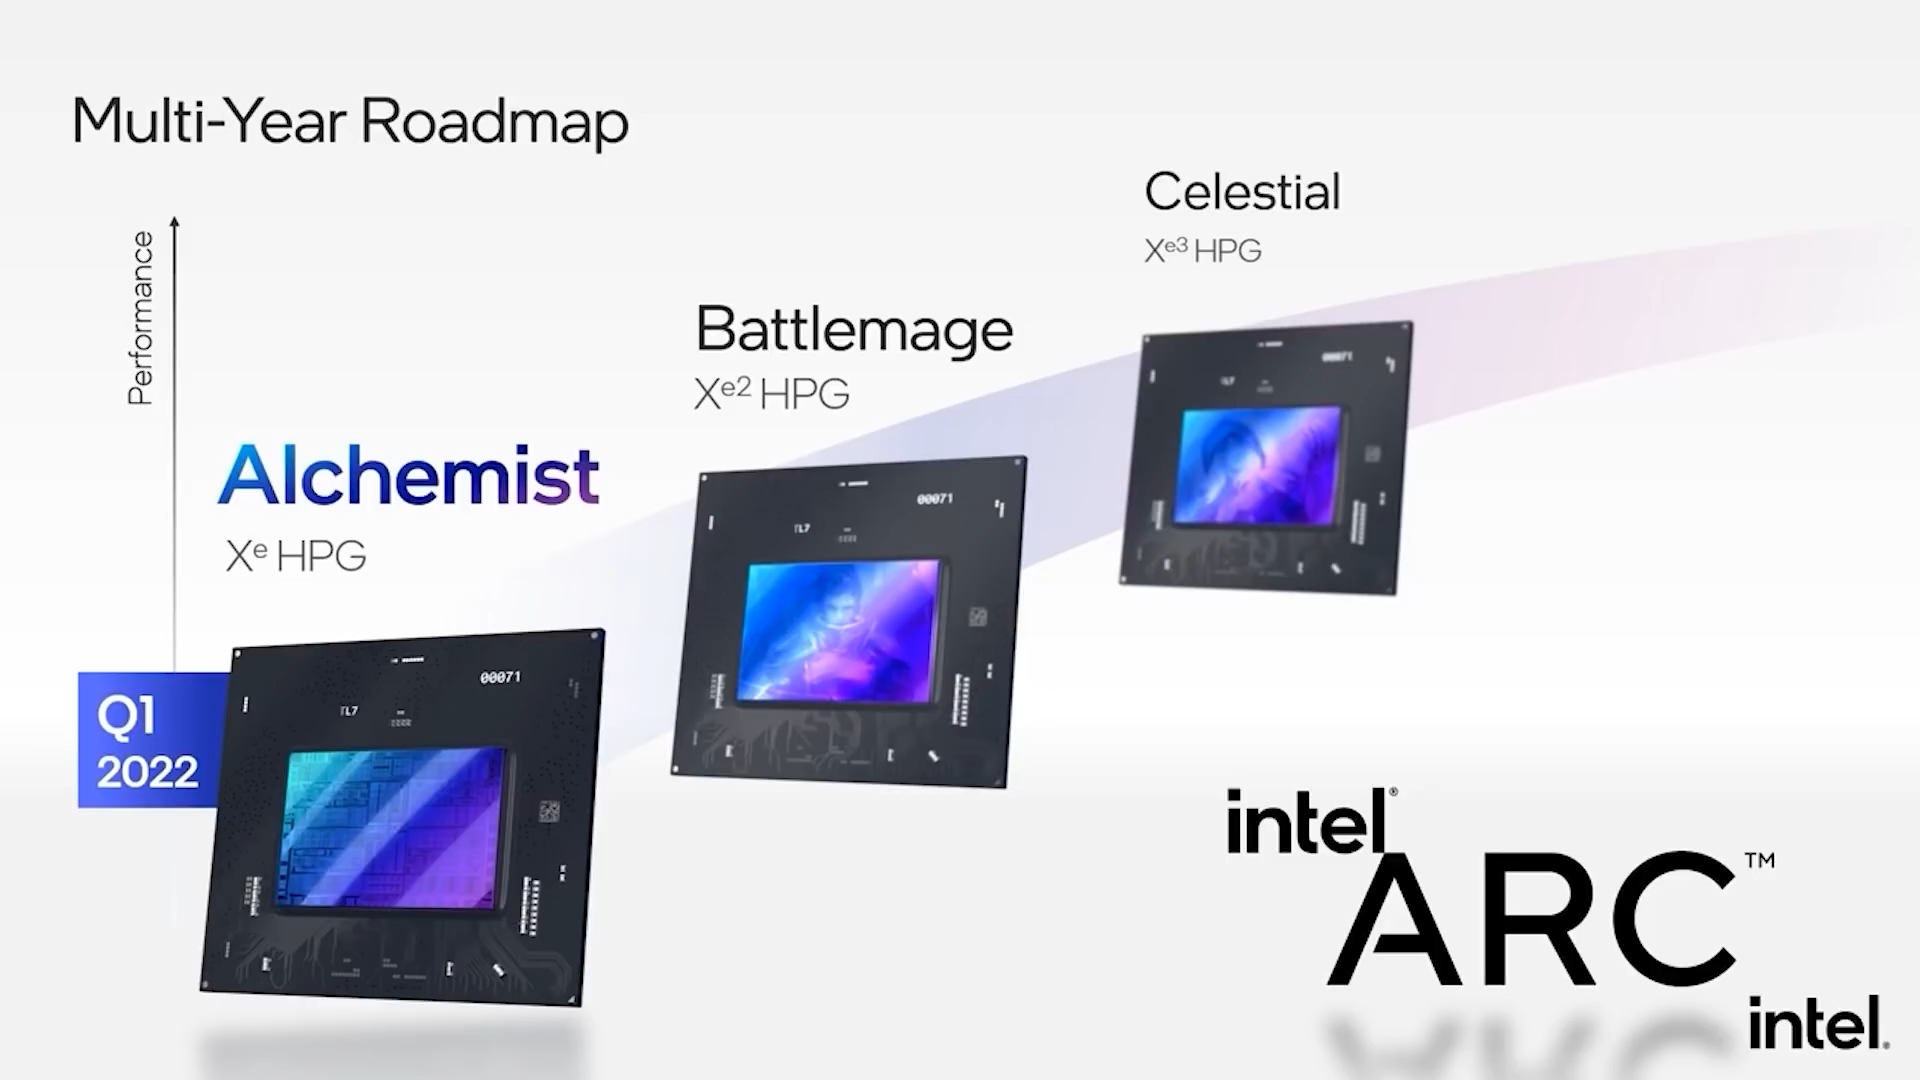 Multi-Year Roadmap
Performance
Celestial
Xe3 HPG
Battlemage
Xe2 HPG
Alchemist
Xe HPG
Q1
2022
00071
TL7
00071
TL7
00071
TL7
intel®
ARC™
intel®